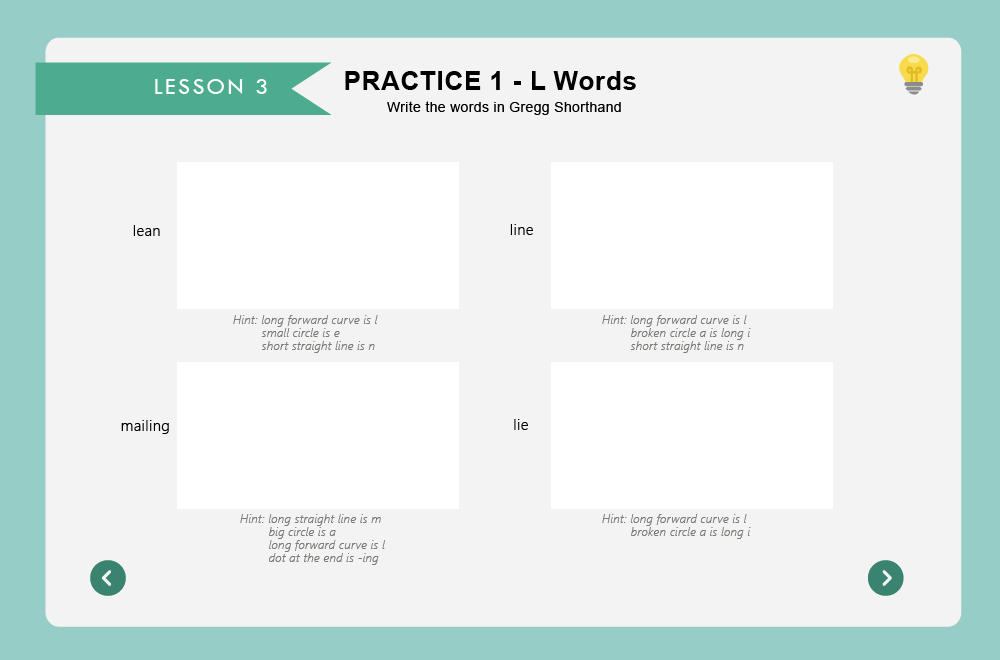 LESSON 3
PRACTICE 1 - L Words
Write the words in Gregg Shorthand
lean
Hint: long forward curve is l
small circle is e
short straight line is n
line
Hint: long forward curve is l
broken circle a is long i
short straight line is n
mailing
Hint: long straight line is m
big circle is a
long forward curve is l
dot at the end is -ing
lie
Hint: long forward curve is l
broken circle a is long i